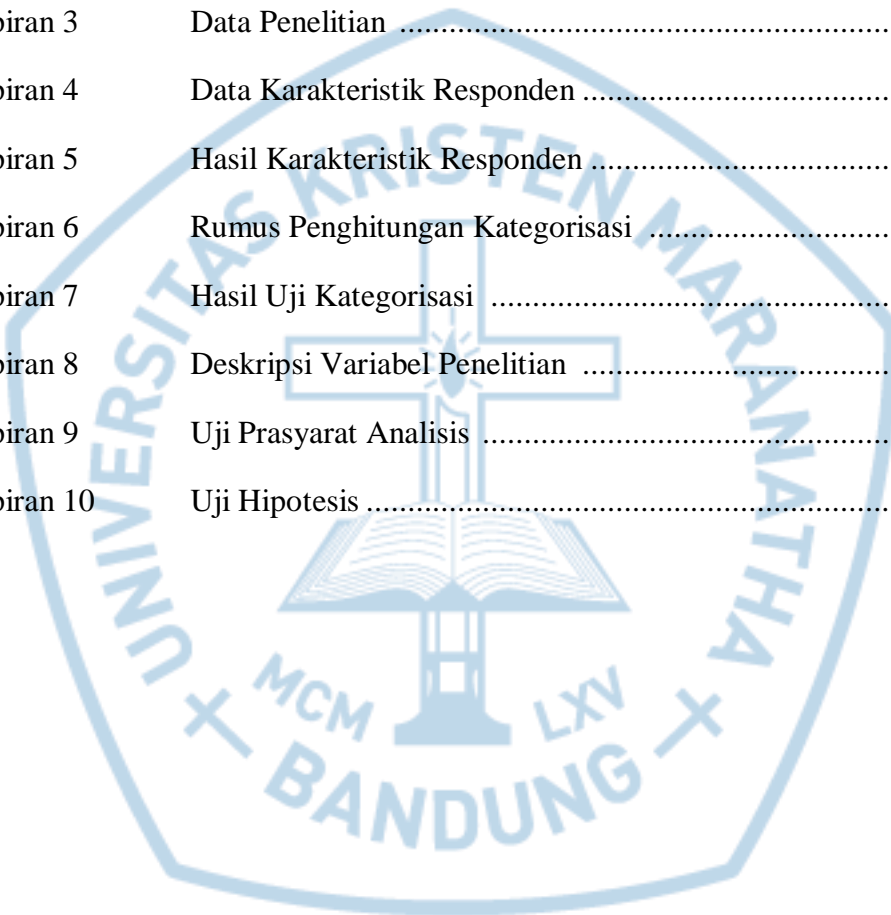 piran 3 Data Penelitian ............................................................
piran 4 Data Karakteristik Responden .....................................
piran 5 Hasil Karakteristik Responden ....................................
piran 6 Rumus Penghitungan Kategorisasi .............................
piran 7 Hasil Uji Kategorisasi ................................................
piran 8 Deskripsi Variabel Penelitian .....................................
piran 9 Uji Prasyarat Analisis .................................................
piran 10 Uji Hipotesis ...............................................................
UNIVERSITAS KRISTEN MARANATHA
MCM LXV
BANDUNG